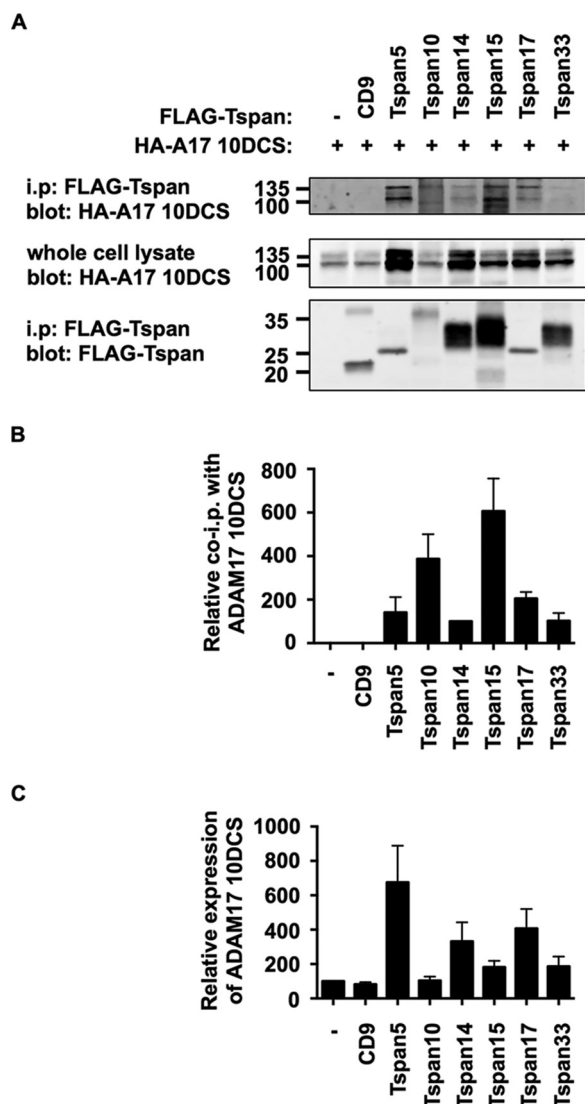 A
FLAG-Tspan: - CD9 Tspan5 Tspan10 Tspan14 Tspan15 Tspan17 Tspan33
HA-A17 10DCS: + + + + + + + +
i.p: FLAG-Tspan 135
blot: HA-A17 10DCS 100
whole cell lysate 135
blot: HA-A17 10DCS 100
35
i.p: FLAG-Tspan
blot: FLAG-Tspan 25
20
B
Relative co-i.p. with
ADAM17 10DCS
800
600
400
200
0
- CD9 Tspan5 Tspan10 Tspan14 Tspan15 Tspan17 Tspan33
C
Relative expression
of ADAM17 10DCS
1000
800
600
400
200
0
- CD9 Tspan5 Tspan10 Tspan14 Tspan15 Tspan17 Tspan33